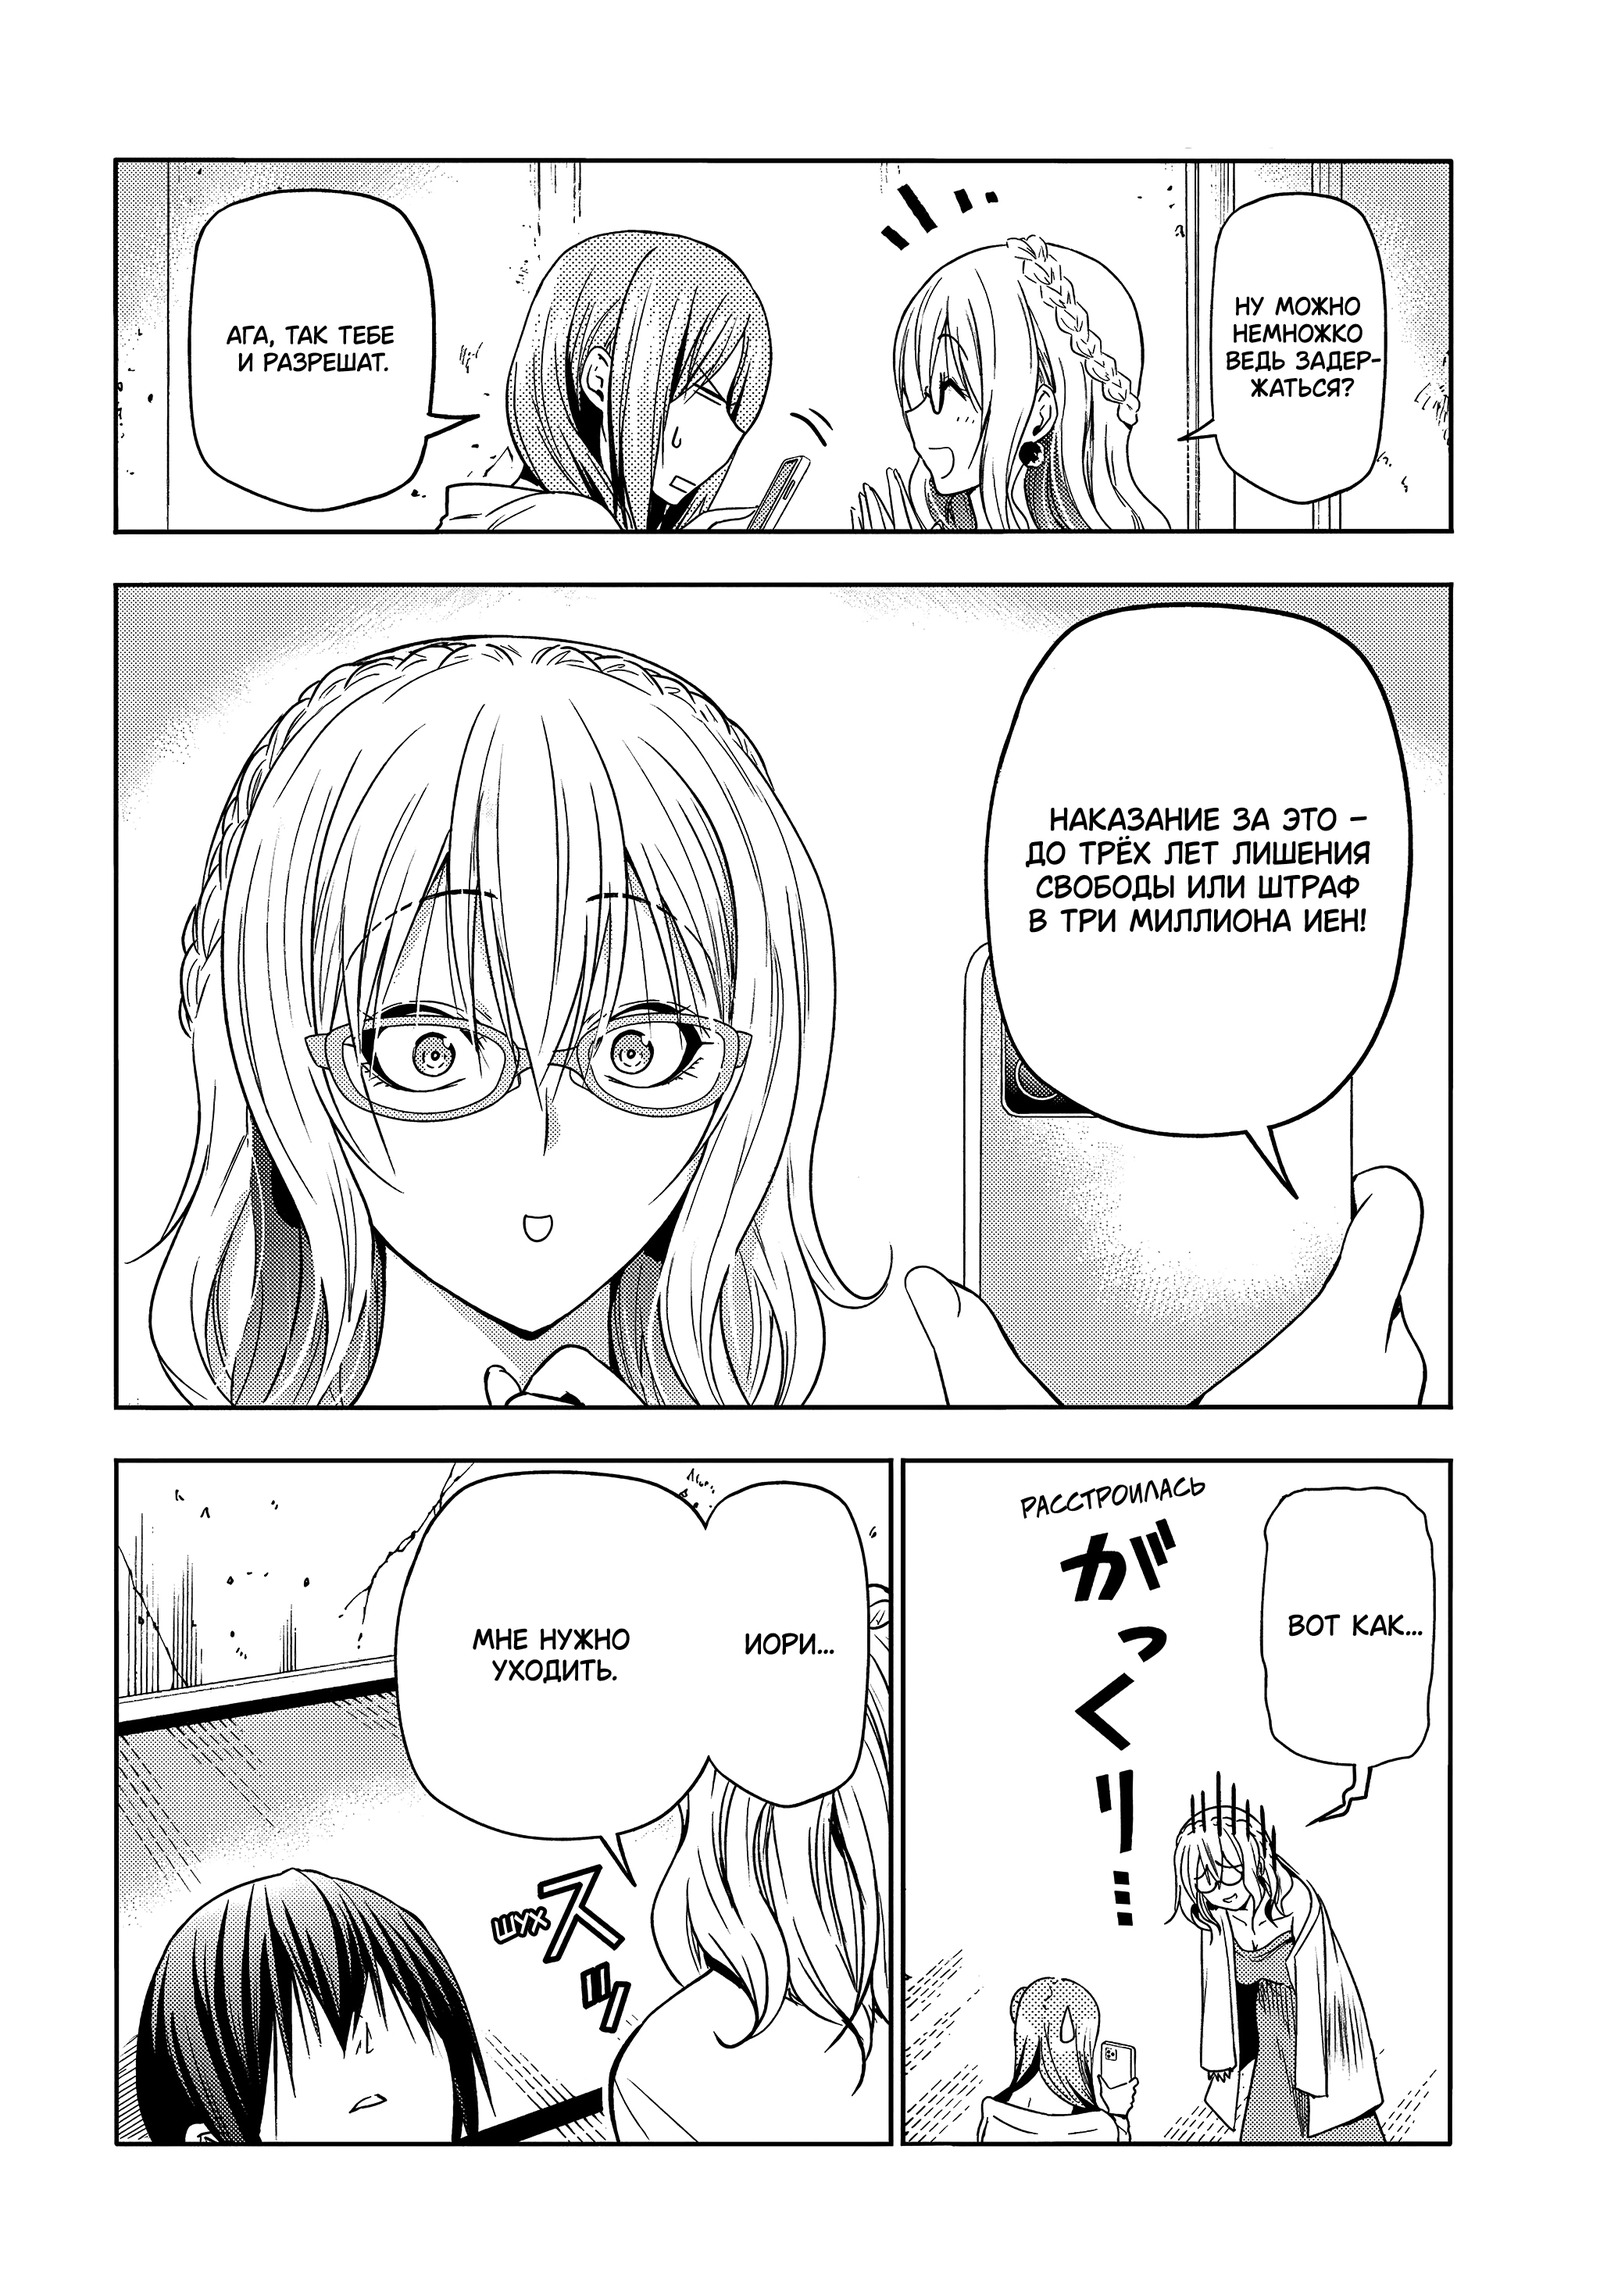 НУ МОЖНО
НЕМНОЖКО
ВЕДЬ ЗАДЕР-
ЖАТЬСЯ?
АГА, ТАК ТЕБЕ
И РАЗРЕШАТ.
НАКАЗАНИЕ ЗА ЭТО –
ДО ТРЁХ ЛЕТ ЛИШЕНИЯ
СВОБОДЫ ИЛИ ШТРАФ
В ТРИ МИЛЛИОНА ИЕН!
ВОТ КАК...
РАССТРОИЛАСЬ
がっくり…
ИОРИ...
МНЕ НУЖНО
УХОДИТЬ.
ШУХ
スッ